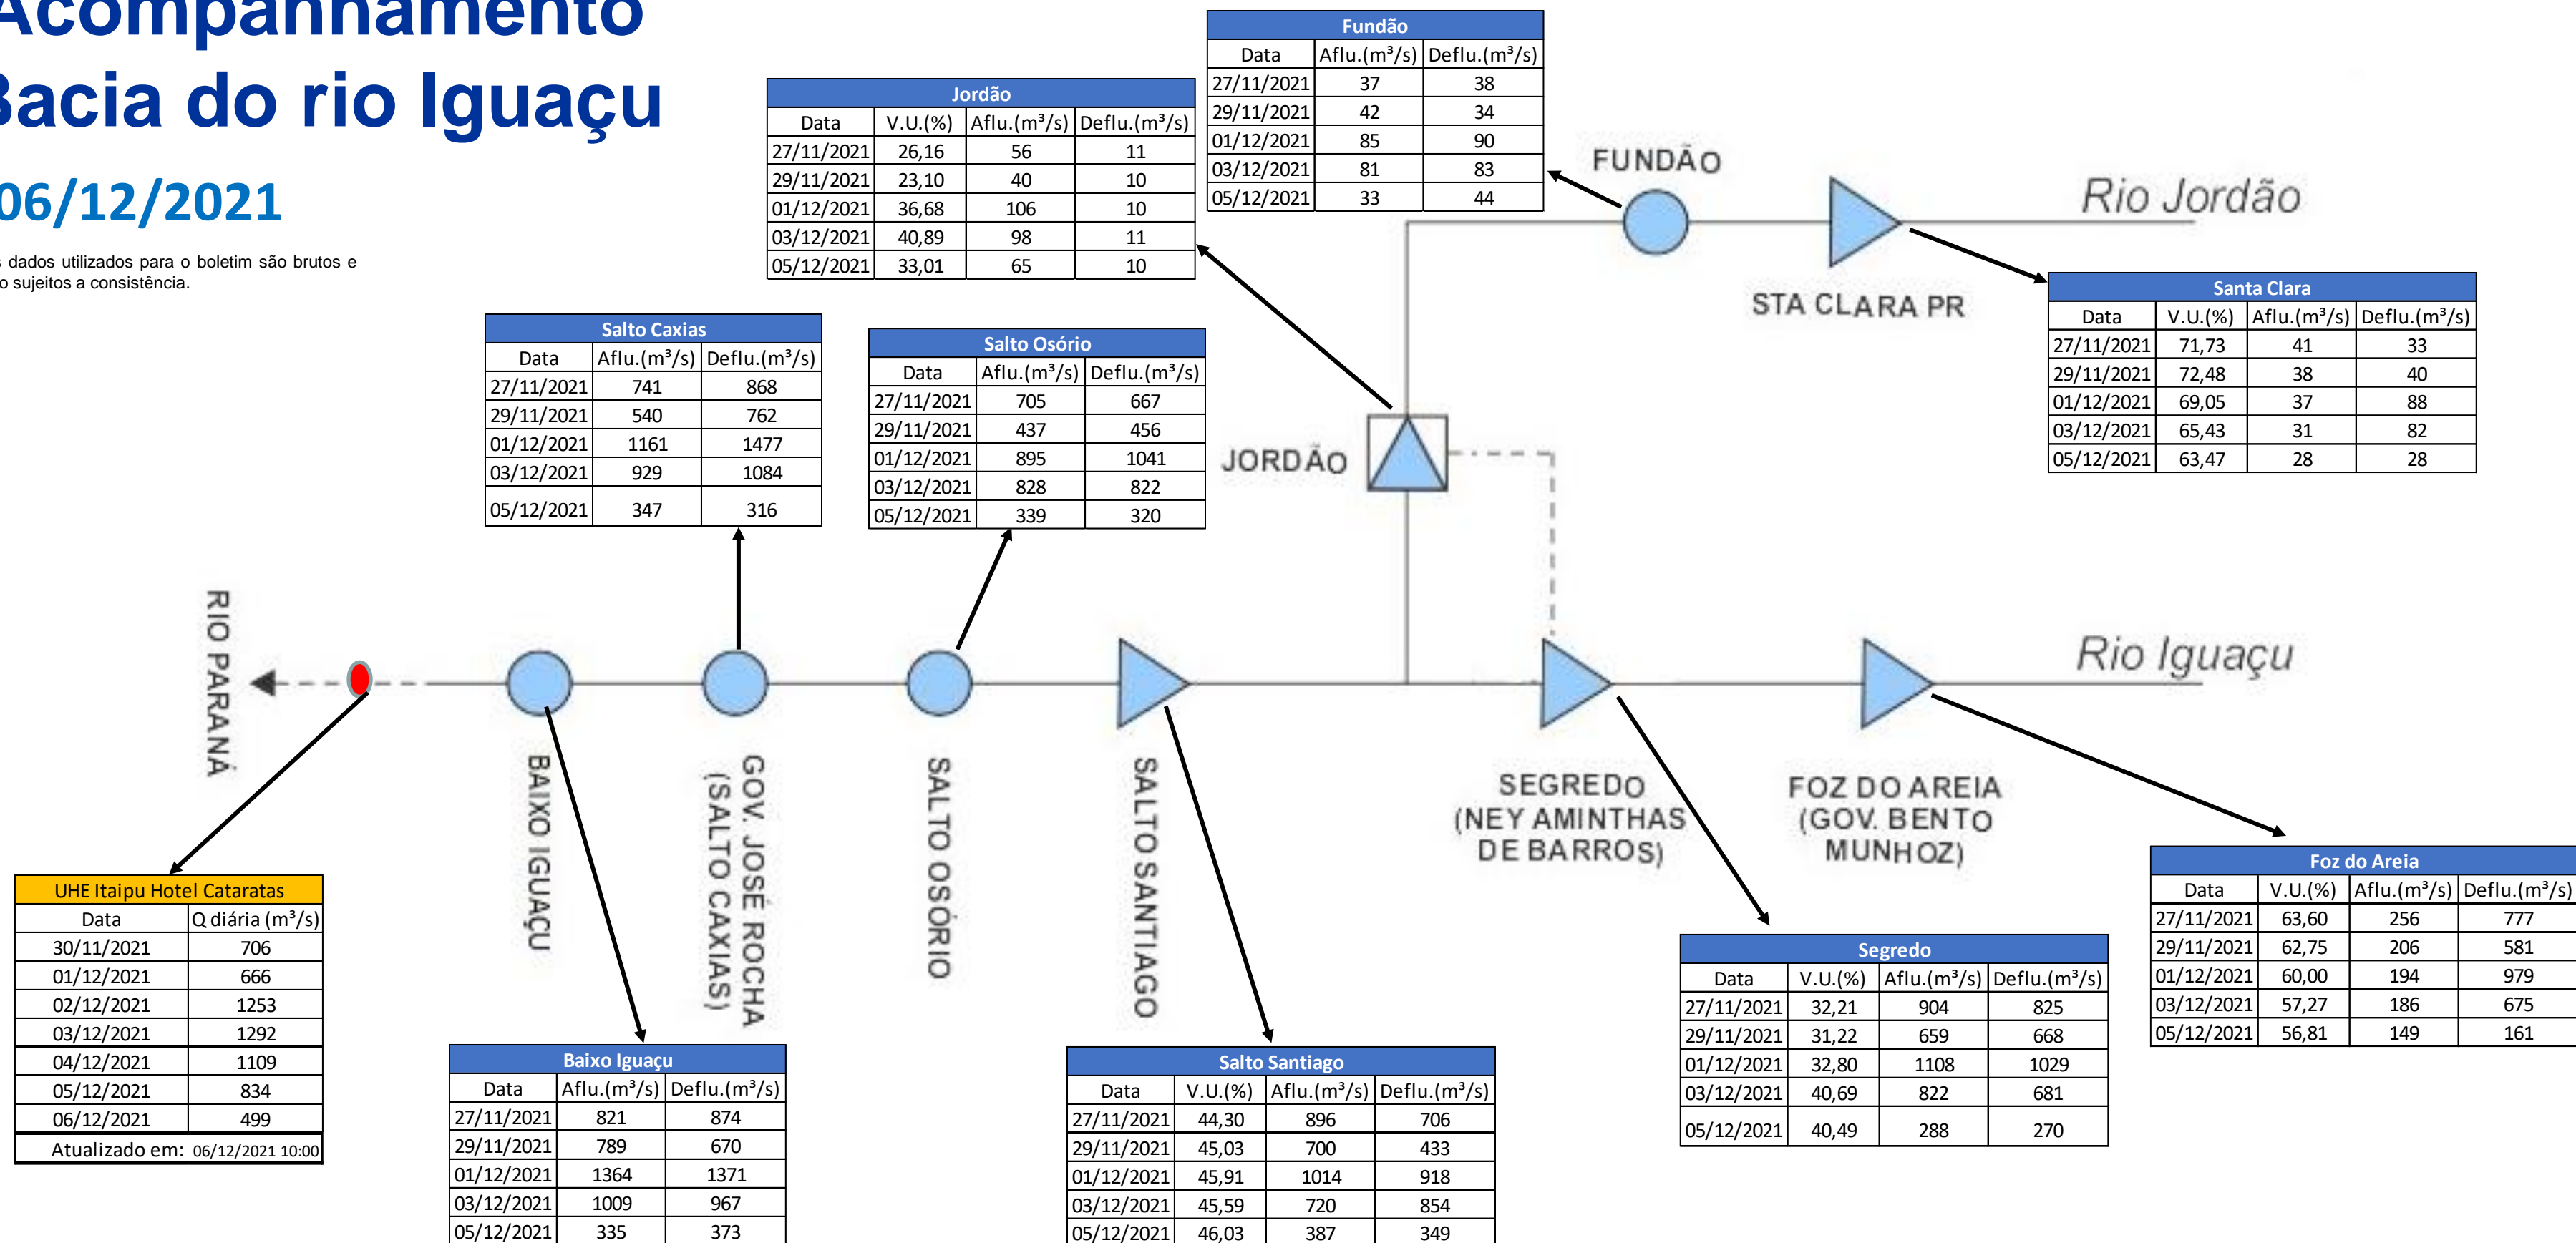 Acompanhamento
Bacia do rio Iguaçu
06/12/2021
s dados utilizados para o boletim são brutos e
o sujeitos a consistência.
Fundão
Data Aflu.(m³/s) Deflu.(m³/s)
27/11/2021 37 38
29/11/2021 42 34
01/12/2021 85 90
03/12/2021 81 83
05/12/2021 33 44
Jordão
Data V.U.(%) Aflu.(m³/s) Deflu.(m³/s)
27/11/2021 26,16 56 11
29/11/2021 23,10 40 10
01/12/2021 36,68 106 10
03/12/2021 40,89 98 11
05/12/2021 33,01 65 10
FUNDÃO
Rio Jordão
STA CLARA PR
Santa Clara
Data V.U.(%) Aflu.(m³/s) Deflu.(m³/s)
27/11/2021 71,73 41 33
29/11/2021 72,48 38 40
01/12/2021 69,05 37 88
03/12/2021 65,43 31 82
05/12/2021 63,47 28 28
Salto Caxias
Data Aflu.(m³/s) Deflu.(m³/s)
27/11/2021 741 868
29/11/2021 540 762
01/12/2021 1161 1477
03/12/2021 929 1084
05/12/2021 347 316
Salto Osório
Data Aflu.(m³/s) Deflu.(m³/s)
27/11/2021 705 667
29/11/2021 437 456
01/12/2021 895 1041
03/12/2021 828 822
05/12/2021 339 320
JORDÃO
RIO PARANÁ
Rio Iguaçu
BAIXO IGUAÇU
GOV. JOSÉ ROCHA
(SALTO CAXIAS)
SALTO OSÓRIO
SALTO SANTIAGO
SEGREDO
(NEY AMINTHAS
DE BARROS)
FOZ DO AREIA
(GOV. BENTO
MUNHOZ)
UHE Itaipu Hotel Cataratas
Data Q diária (m³/s)
30/11/2021 706
01/12/2021 666
02/12/2021 1253
03/12/2021 1292
04/12/2021 1109
05/12/2021 834
06/12/2021 499
Atualizado em: 06/12/2021 10:00
Baixo Iguaçu
Data Aflu.(m³/s) Deflu.(m³/s)
27/11/2021 821 874
29/11/2021 789 670
01/12/2021 1364 1371
03/12/2021 1009 967
05/12/2021 335 373
Salto Santiago
Data V.U.(%) Aflu.(m³/s) Deflu.(m³/s)
27/11/2021 44,30 896 706
29/11/2021 45,03 700 433
01/12/2021 45,91 1014 918
03/12/2021 45,59 720 854
05/12/2021 46,03 387 349
Segredo
Data V.U.(%) Aflu.(m³/s) Deflu.(m³/s)
27/11/2021 32,21 904 825
29/11/2021 31,22 659 668
01/12/2021 32,80 1108 1029
03/12/2021 40,69 822 681
05/12/2021 40,49 288 270
Foz do Areia
Data V.U.(%) Aflu.(m³/s) Deflu.(m³/s)
27/11/2021 63,60 256 777
29/11/2021 62,75 206 581
01/12/2021 60,00 194 979
03/12/2021 57,27 186 675
05/12/2021 56,81 149 161